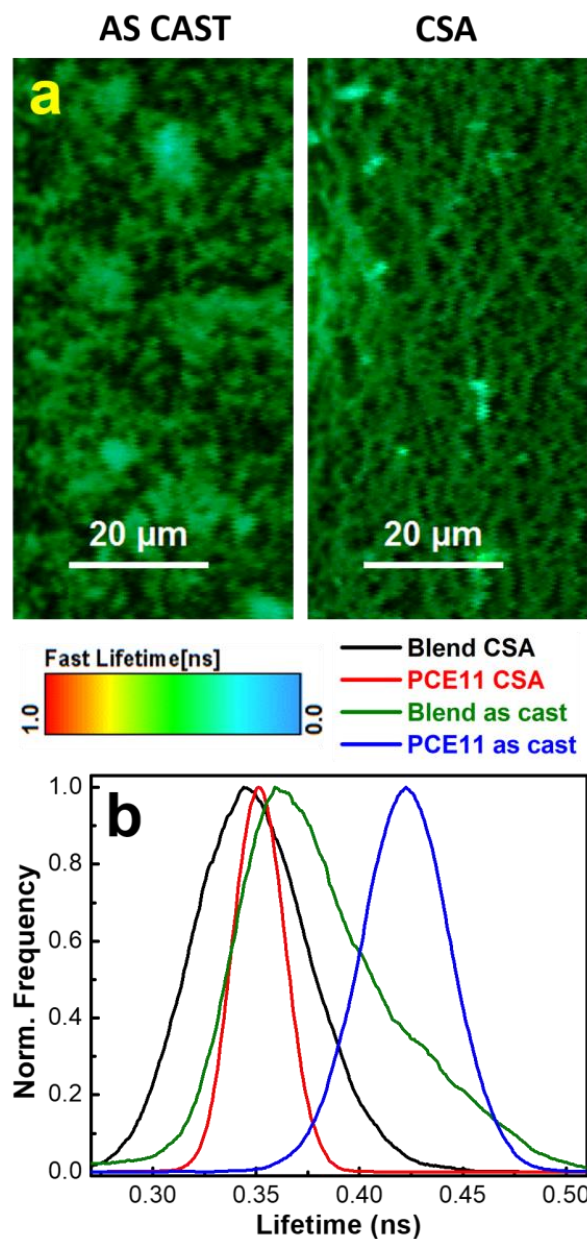 AS CAST CSA
a
20 µm 20 µm
Fast Lifetime[ns]
1.0 0.0
Blend CSA
PCE11 CSA
Blend as cast
PCE11 as cast
b
1.0
0.8
0.6
0.4
0.2
0.0
Norm. Frequency
0.30 0.35 0.40 0.45 0.50
Lifetime (ns)